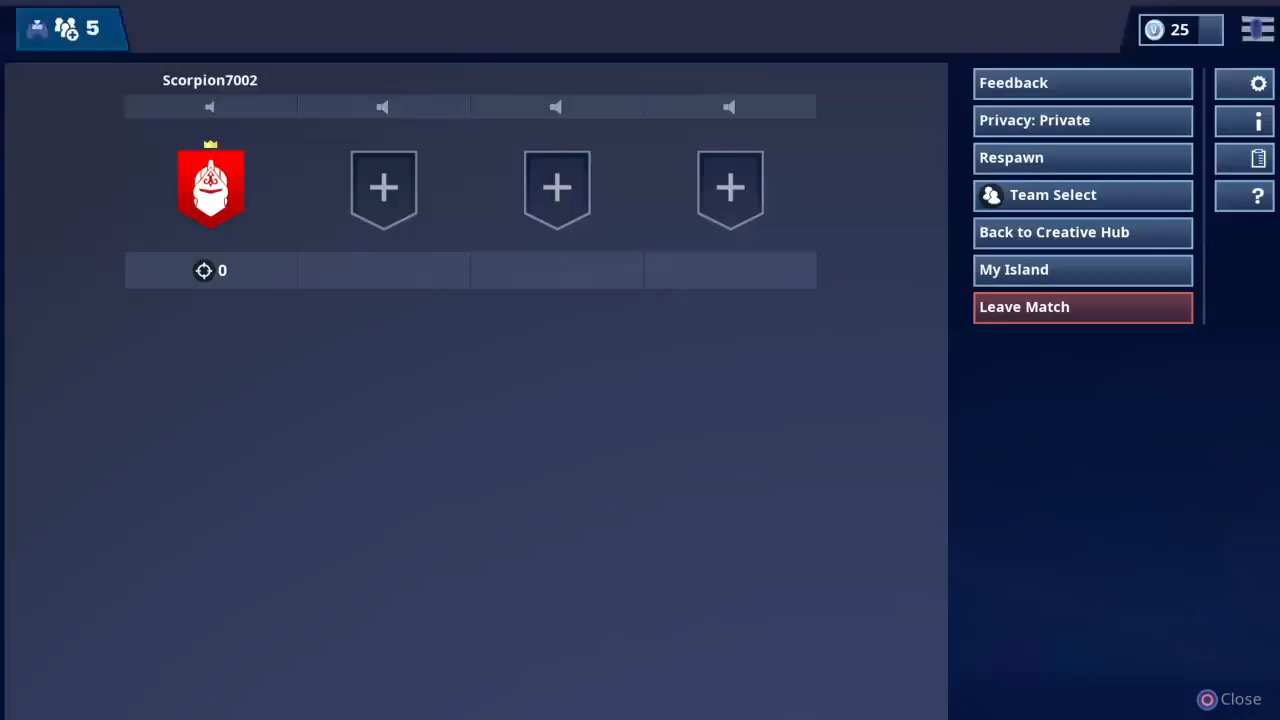 5
25
Scorpion7002
0
Feedback
Privacy: Private
Respawn
Team Select
Back to Creative Hub
My Island
Leave Match
i
?
Close